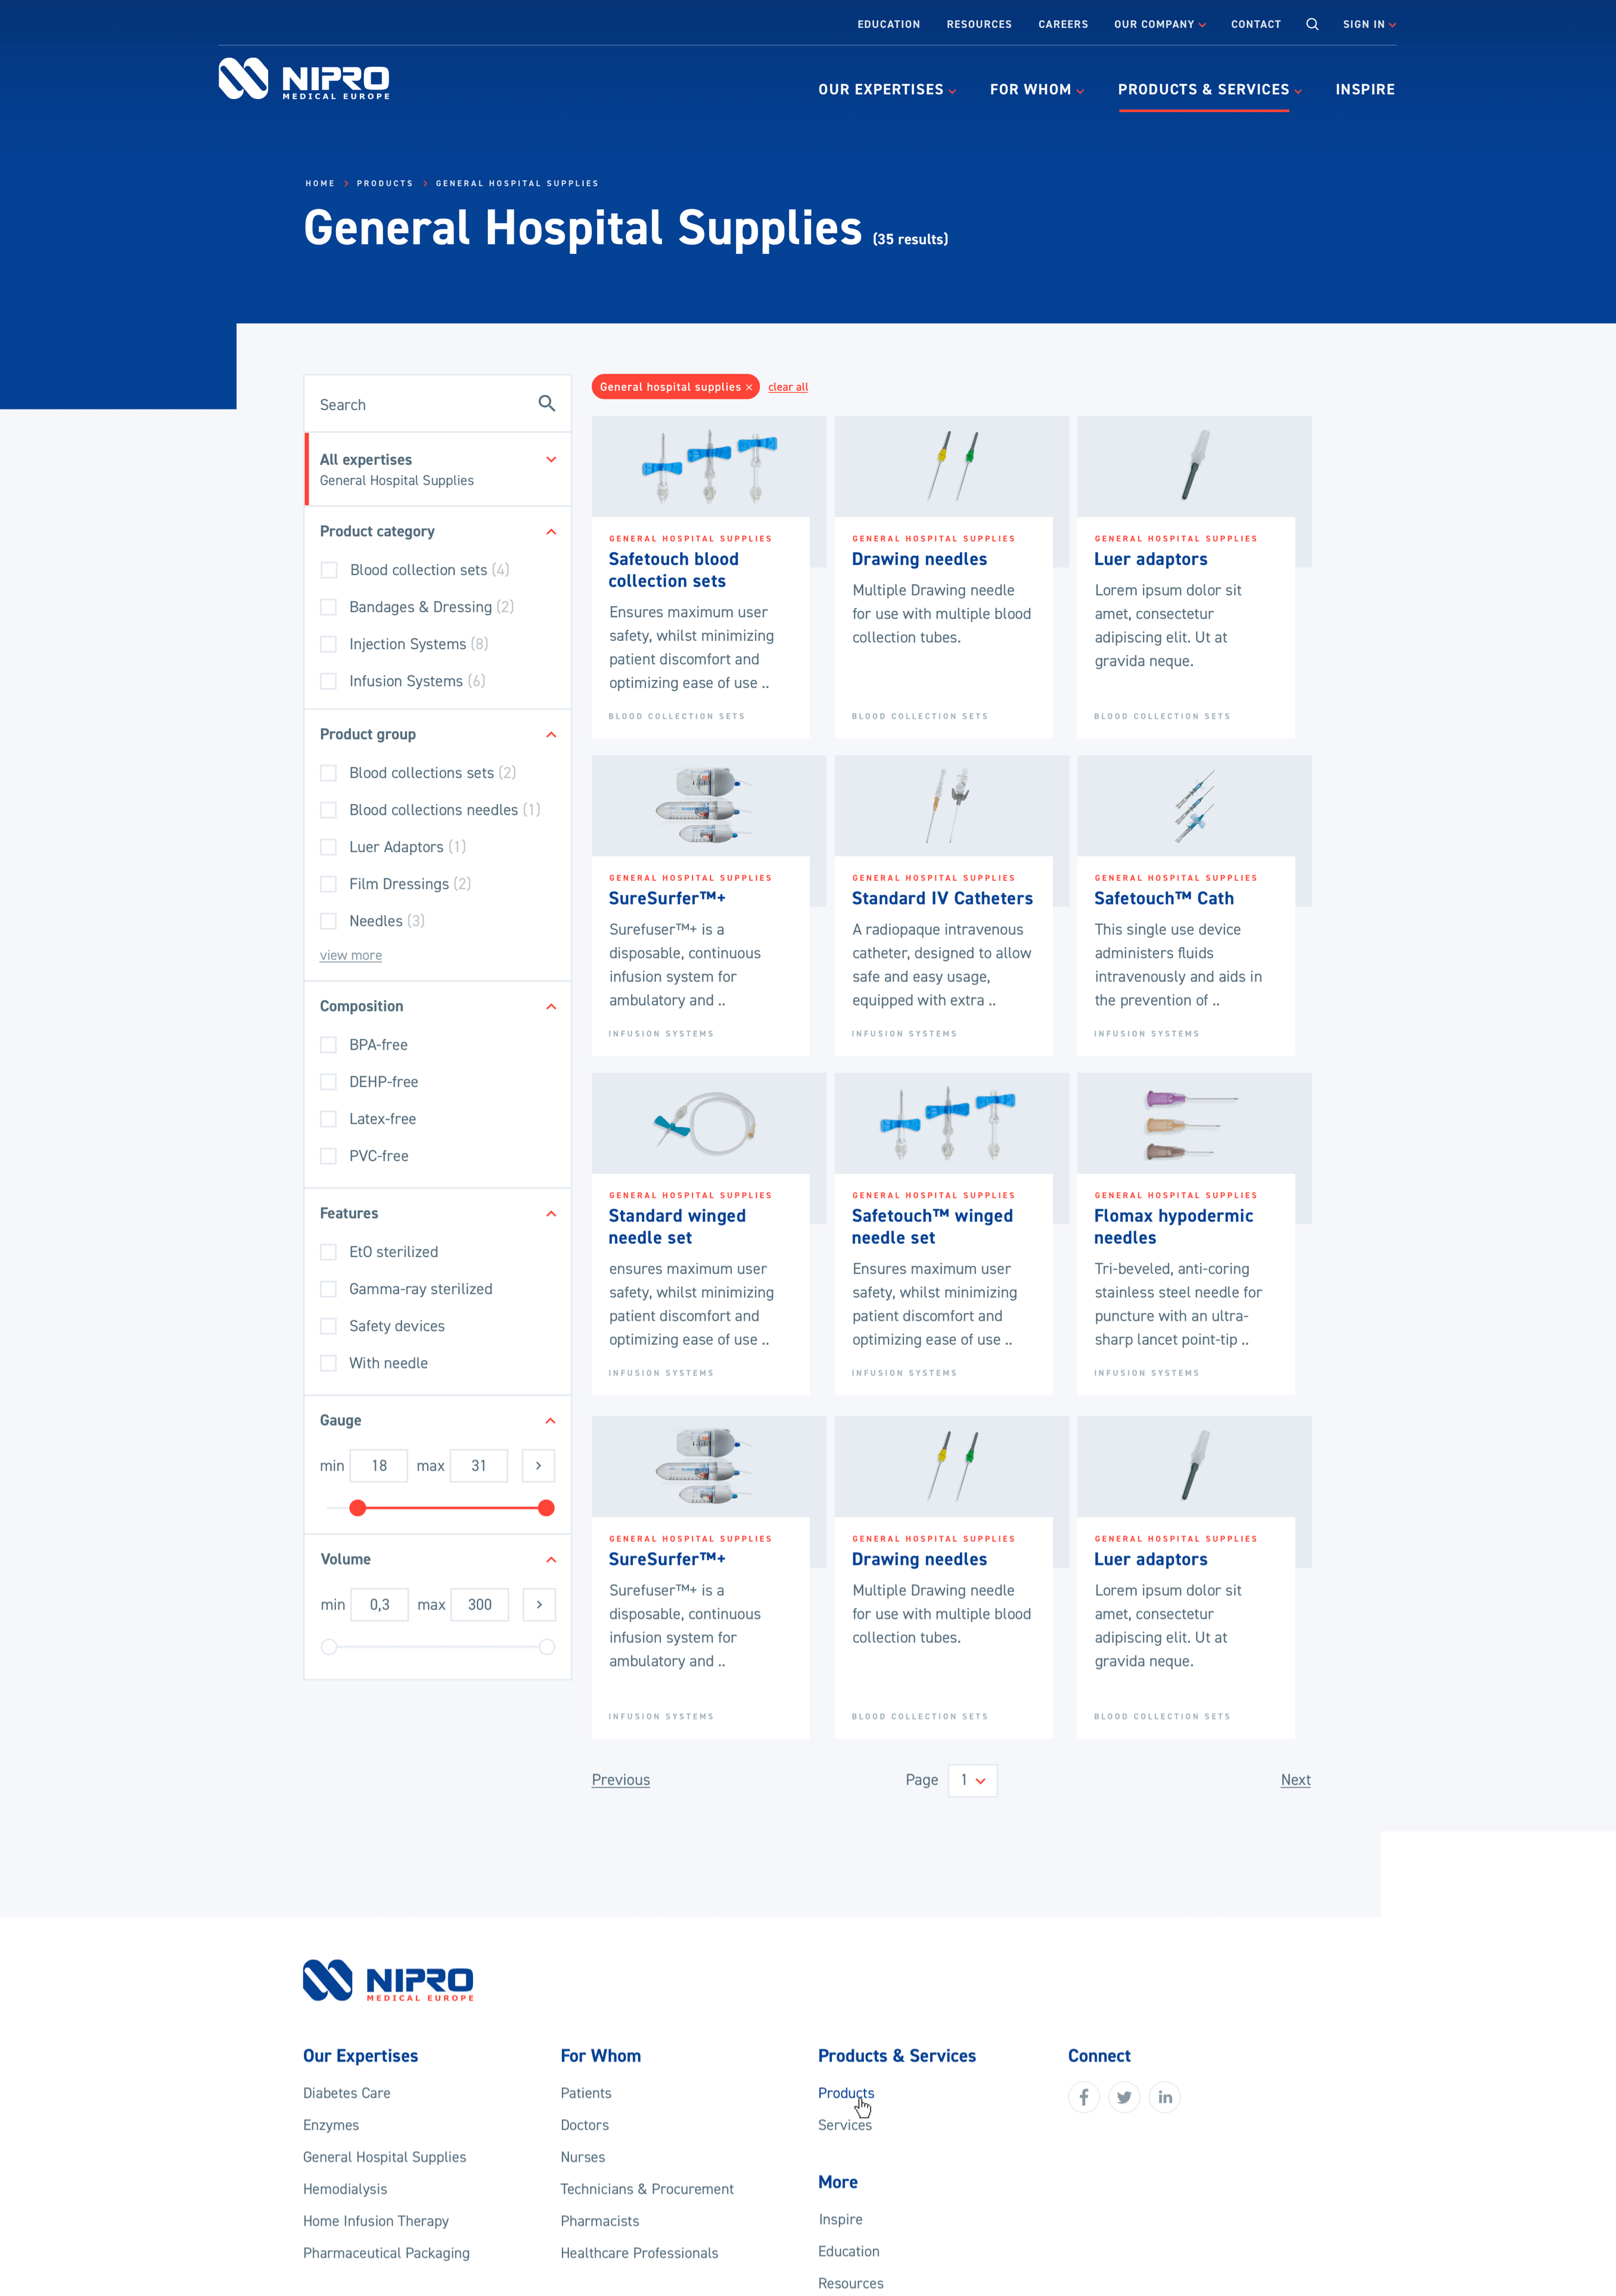 EDUCATION RESOURCES CAREERS OUR COMPANY CONTACT SIGN IN
NIPRO
MEDICAL EUROPE
OUR EXPERTISES FOR WHOM PRODUCTS & SERVICES INSPIRE
HOME PRODUCTS GENERAL HOSPITAL SUPPLIES
General Hospital Supplies (35 results)
Search
All expertises
General Hospital Supplies
Product category
Blood collection sets (4)
Bandages & Dressing (2)
Injection Systems (8)
Infusion Systems (6)
Product group
Blood collections sets (2)
Blood collections needles (1)
Luer Adaptors (1)
Film Dressings (2)
Needles (3)
view more
Composition
BPA-free
DEHP-free
Latex-free
PVC-free
Features
EtO sterilized
Gamma-ray sterilized
Safety devices
With needle
Gauge
min 18 max 31
Volume
min 0,3 max 300
General hospital supplies × clear all
GENERAL HOSPITAL SUPPLIES
Safetouch blood
collection sets
Ensures maximum user
safety, whilst minimizing
patient discomfort and
optimizing ease of use ..
BLOOD COLLECTION SETS
GENERAL HOSPITAL SUPPLIES
Drawing needles
Multiple Drawing needle
for use with multiple blood
collection tubes.
BLOOD COLLECTION SETS
GENERAL HOSPITAL SUPPLIES
Luer adaptors
Lorem ipsum dolor sit
amet, consectetur
adipiscing elit. Ut at
gravida neque.
BLOOD COLLECTION SETS
GENERAL HOSPITAL SUPPLIES
SureSurfer™+
Surefuser™+ is a
disposable, continuous
infusion system for
ambulatory and ..
INFUSION SYSTEMS
GENERAL HOSPITAL SUPPLIES
Standard IV Catheters
A radiopaque intravenous
catheter, designed to allow
safe and easy usage,
equipped with extra ..
INFUSION SYSTEMS
GENERAL HOSPITAL SUPPLIES
Safetouch™ Cath
This single use device
administers fluids
intravenously and aids in
the prevention of ..
INFUSION SYSTEMS
GENERAL HOSPITAL SUPPLIES
Standard winged
needle set
ensures maximum user
safety, whilst minimizing
patient discomfort and
optimizing ease of use ..
INFUSION SYSTEMS
GENERAL HOSPITAL SUPPLIES
Safetouch™ winged
needle set
Ensures maximum user
safety, whilst minimizing
patient discomfort and
optimizing ease of use ..
INFUSION SYSTEMS
GENERAL HOSPITAL SUPPLIES
Flomax hypodermic
needles
Tri-beveled, anti-coring
stainless steel needle for
puncture with an ultra-
sharp lancet point-tip ..
INFUSION SYSTEMS
GENERAL HOSPITAL SUPPLIES
SureSurfer™+
Surefuser™+ is a
disposable, continuous
infusion system for
ambulatory and ..
INFUSION SYSTEMS
GENERAL HOSPITAL SUPPLIES
Drawing needles
Multiple Drawing needle
for use with multiple blood
collection tubes.
BLOOD COLLECTION SETS
GENERAL HOSPITAL SUPPLIES
Luer adaptors
Lorem ipsum dolor sit
amet, consectetur
adipiscing elit. Ut at
gravida neque.
BLOOD COLLECTION SETS
Previous Page 1 Next
NIPRO
MEDICAL EUROPE
Our Expertises
Diabetes Care
Enzymes
General Hospital Supplies
Hemodialysis
Home Infusion Therapy
Pharmaceutical Packaging
For Whom
Patients
Doctors
Nurses
Technicians & Procurement
Pharmacists
Healthcare Professionals
Products & Services
Products
Services
More
Inspire
Education
Resources
Connect
f
in